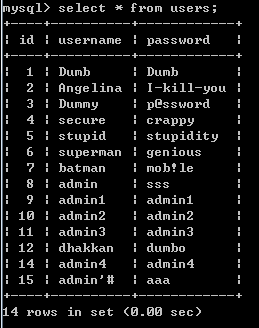 mysql> select * from users;
+----+----------+------------+
| id | username | password   |
+----+----------+------------+
|  1 | Dumb     | Dumb       |
|  2 | Angelina | I-kill-you |
|  3 | Dummy    | p@ssword   |
|  4 | secure   | crappy     |
|  5 | stupid   | stupidity  |
|  6 | superman | genious    |
|  7 | batman   | mob!le     |
|  8 | admin    | sss        |
|  9 | admin1   | admin1     |
| 10 | admin2   | admin2     |
| 11 | admin3   | admin3     |
| 12 | dhakkan  | dumbo      |
| 14 | admin4   | admin4     |
| 15 | admin'#  | aaa        |
+----+----------+------------+
14 rows in set (0.00 sec)